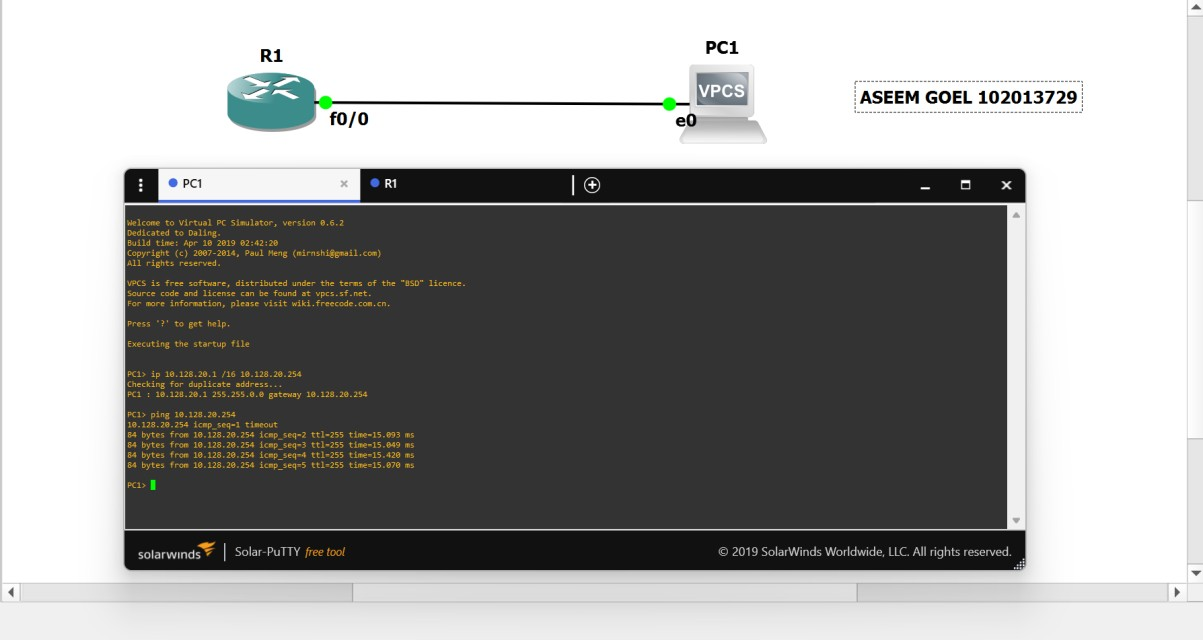 R1
PC1
VPCS
ASEEM GOEL 102013729
f0/0
e0
PC1
R1
Welcome to Virtual PC Simulator, version 0.6.2
Dedicated to Daling.
Build time: Apr 10 2019 02:42:20
Copyright (c) 2007-2014, Paul Meng (mirnshi@gmail.com)
All rights reserved.
VPCS is free software, distributed under the terms of the "BSD" licence.
Source code and license can be found at vpcs.sf.net.
For more information, please visit wiki.freecode.com.cn.
Press '?' to get help.
Executing the startup file
PC1> ip 10.128.20.1 /16 10.128.20.254
Checking for duplicate address...
PC1 : 10.128.20.1 255.255.0.0 gateway 10.128.20.254
PC1> ping 10.128.20.254
10.128.20.254 icmp_seq=1 timeout
84 bytes from 10.128.20.254 icmp_seq=2 ttl=255 time=15.093 ms
84 bytes from 10.128.20.254 icmp_seq=3 ttl=255 time=15.049 ms
84 bytes from 10.128.20.254 icmp_seq=4 ttl=255 time=15.420 ms
84 bytes from 10.128.20.254 icmp_seq=5 ttl=255 time=15.070 ms
PC1>
solarwinds Solar-PuTTY free tool
© 2019 SolarWinds Worldwide, LLC. All rights reserved.